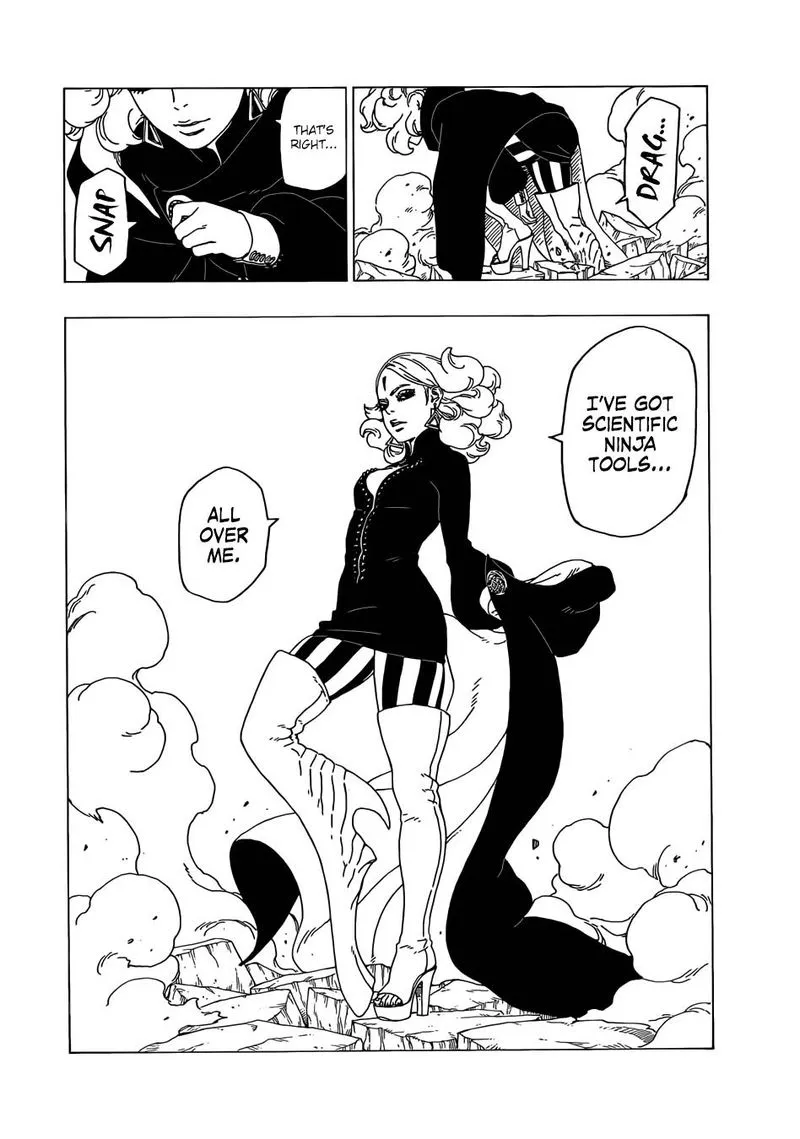 THAT'S
RIGHT...
SNAP
DRAG...
I'VE GOT
SCIENTIFIC
NINJA
TOOLS...
ALL
OVER
ME.